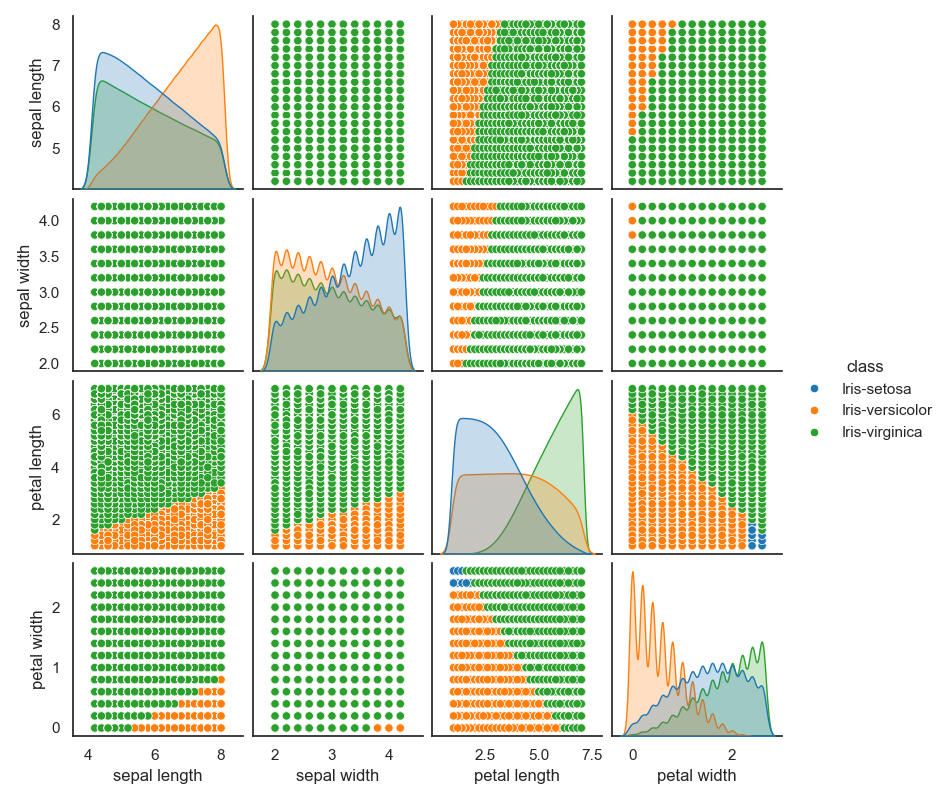 8
7
6
5
sepal length
4.0
3.5
3.0
2.5
2.0
sepal width
6
4
2
petal length
2
1
0
petal width
4 6 8
sepal length
2 3 4
sepal width
2.5 5.0 7.5
petal length
0 2
petal width
class
Iris-setosa
Iris-versicolor
Iris-virginica